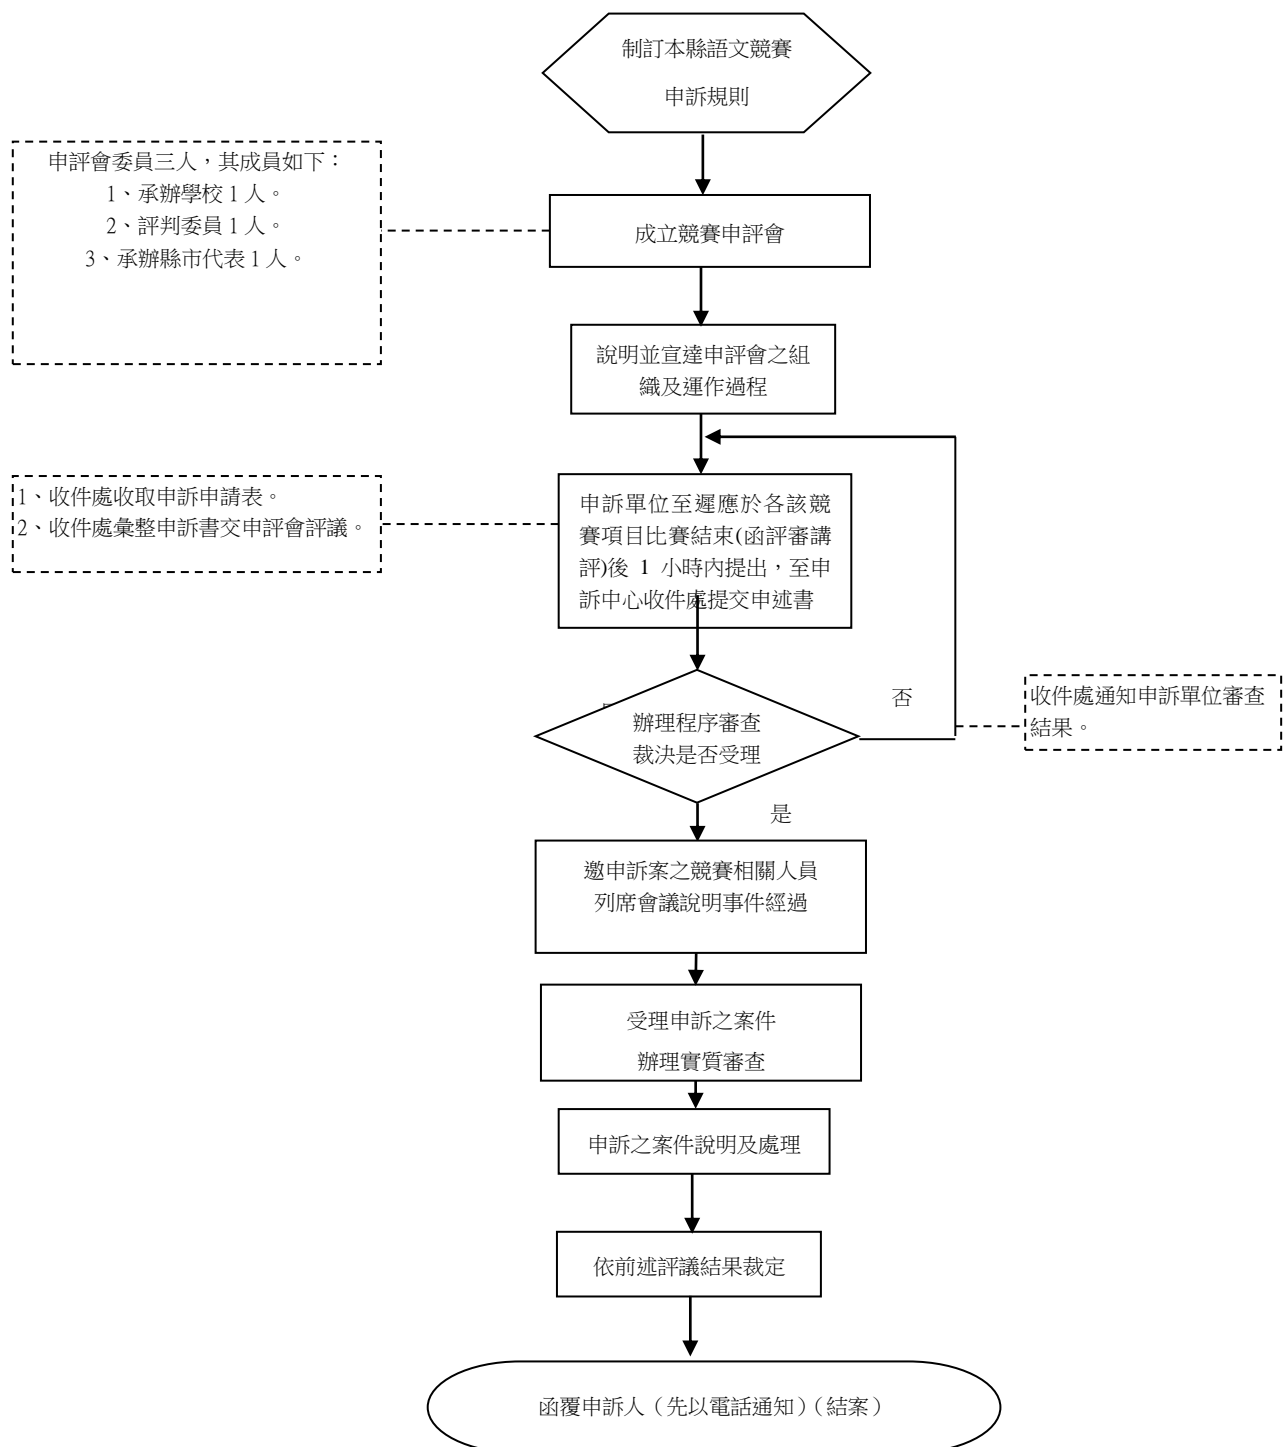 制訂本縣語文競賽
申訴規則
申評會委員三人，其成員如下：
1、承辦學校 1 人。
2、評判委員 1 人。
3、承辦縣市代表 1 人。
成立競賽申評會
說明並宣達申評會之組
織及運作過程
1、收件處收取申訴申請表。
2、收件處彙整申訴書交申評會評議。
申訴單位至遲應於各該競
賽項目比賽結束(函評審講
評)後 1 小時內提出，至申
訴中心收件處提交申述書
否
收件處通知申訴單位審查
結果。
辦理程序審查
裁決是否受理
是
邀申訴案之競賽相關人員
列席會議說明事件經過
受理申訴之案件
辦理實質審查
申訴之案件說明及處理
依前述評議結果裁定
函覆申訴人（先以電話通知）（結案）